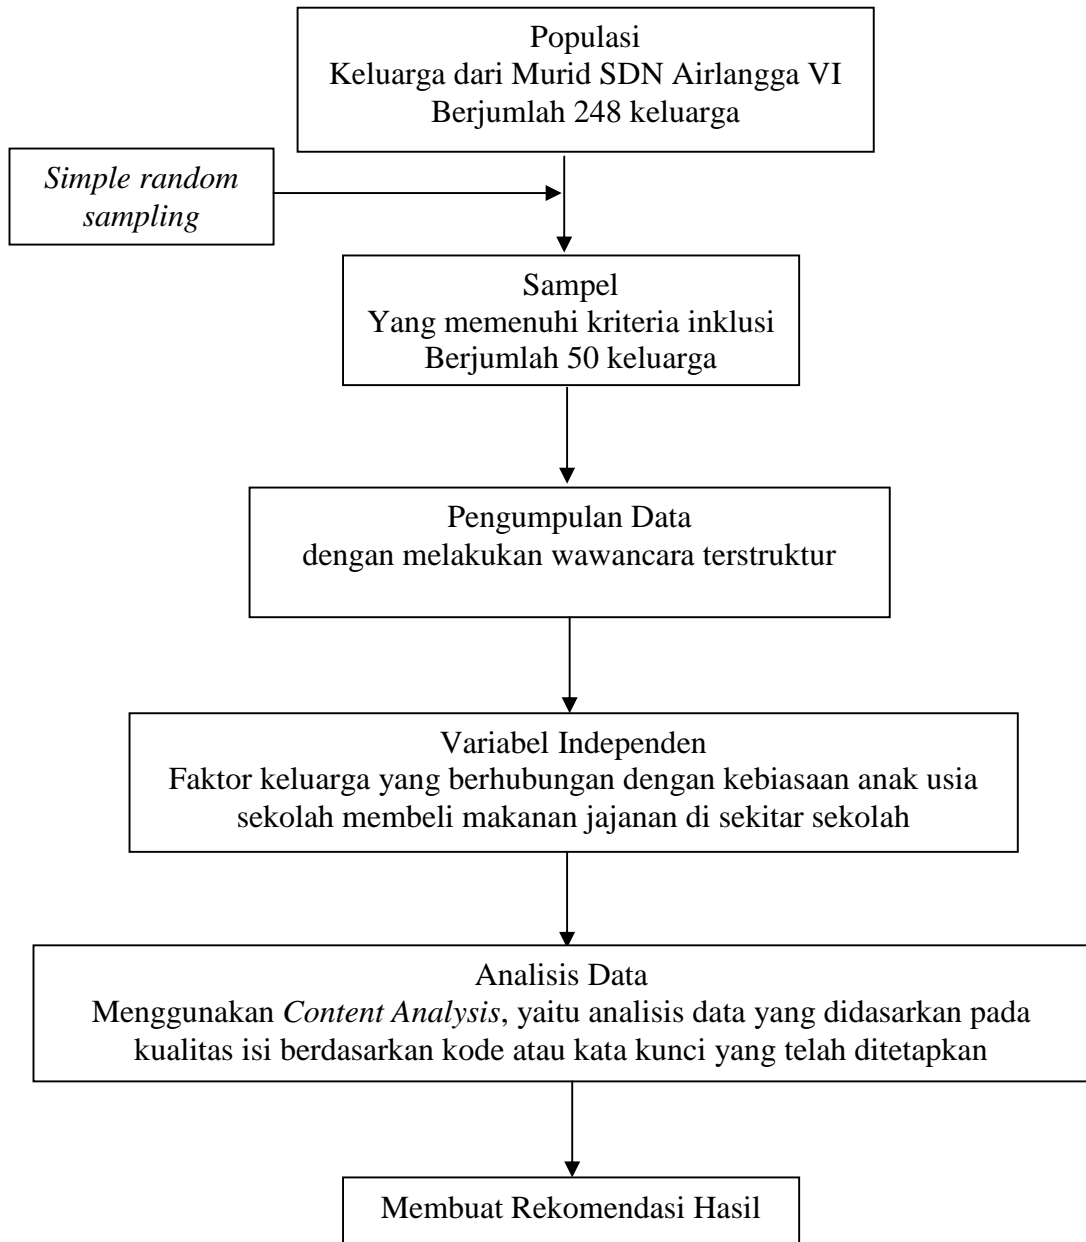 Populasi
Keluarga dari Murid SDN Airlangga VI
Berjumlah 248 keluarga
Simple random
sampling
Sampel
Yang memenuhi kriteria inklusi
Berjumlah 50 keluarga
Pengumpulan Data
dengan melakukan wawancara terstruktur
Variabel Independen
Faktor keluarga yang berhubungan dengan kebiasaan anak usia
sekolah membeli makanan jajanan di sekitar sekolah
Analisis Data
Menggunakan Content Analysis, yaitu analisis data yang didasarkan pada
kualitas isi berdasarkan kode atau kata kunci yang telah ditetapkan
Membuat Rekomendasi Hasil